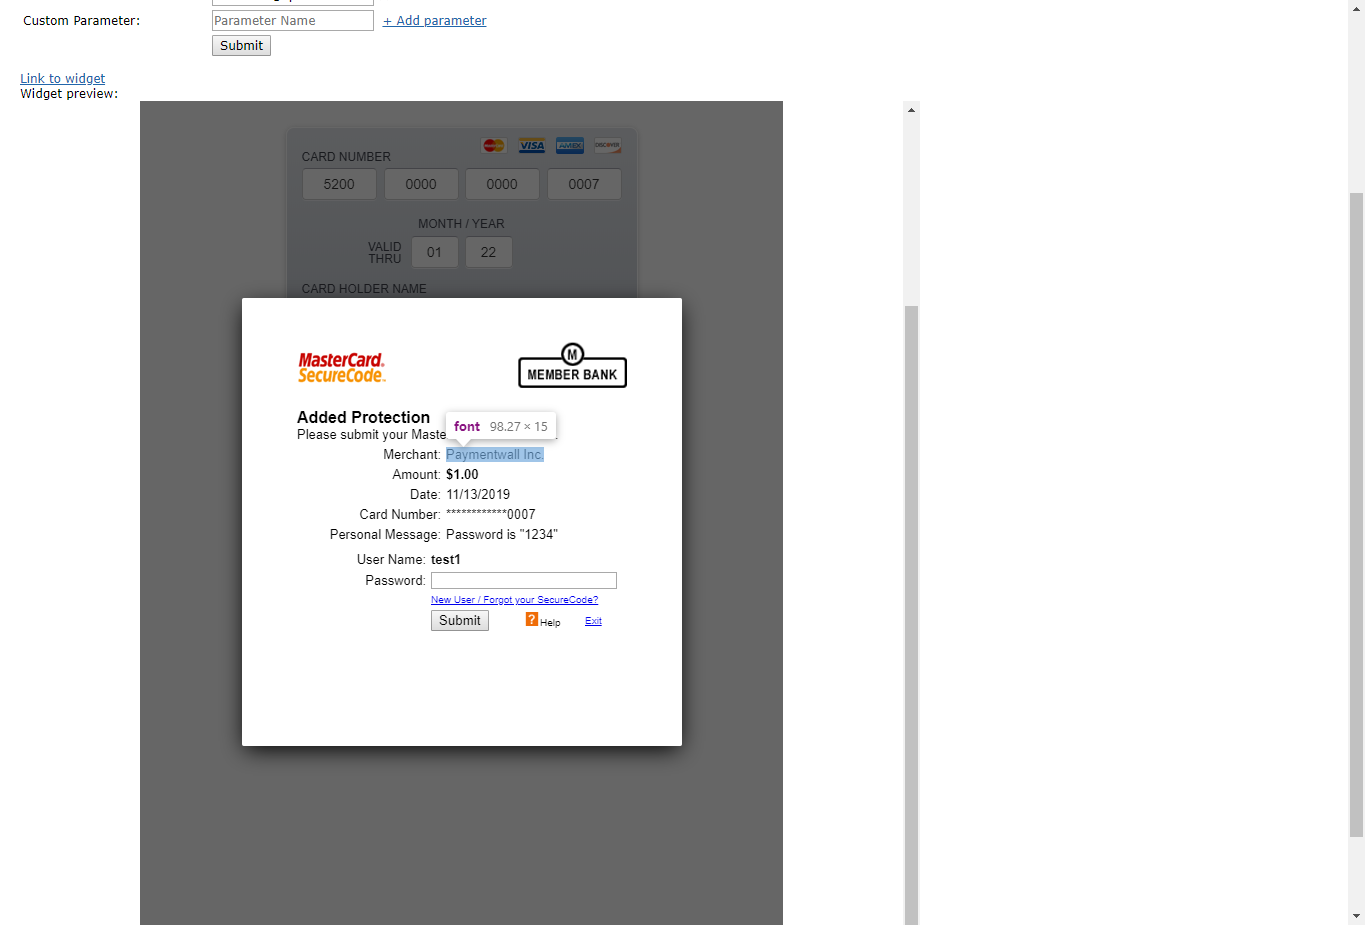 Custom Parameter: Parameter Name + Add parameter
Submit
Link to widget
Widget preview:
VISA AMEX DISCOVER
CARD NUMBER
5200 0000 0000 0007
MONTH / YEAR
VALID THRU 01 22
CARD HOLDER NAME
MasterCard.
SecureCode.
M
MEMBER BANK
Added Protection
font 98.27 × 15
Please submit your Maste
Merchant: Paymentwall Inc.
Amount: $1.00
Date: 11/13/2019
Card Number: ************0007
Personal Message: Password is "1234"
User Name: test1
Password:
New User / Forgot your SecureCode?
Submit ? Help Exit